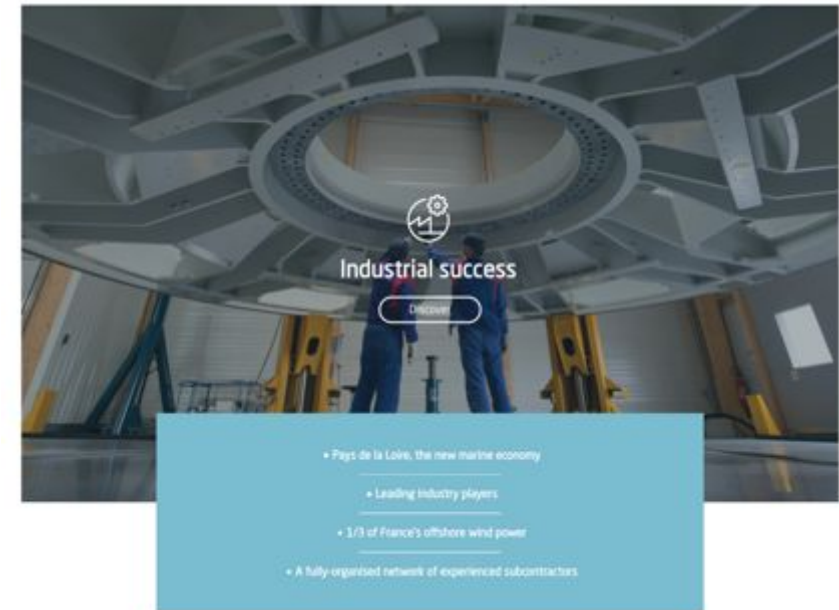 Industrial success
Discover
• Pays de la Loire, the new marine economy
• Leading industry players
• 1/3 of France's offshore wind power
• A fully-organised network of experienced subcontractors